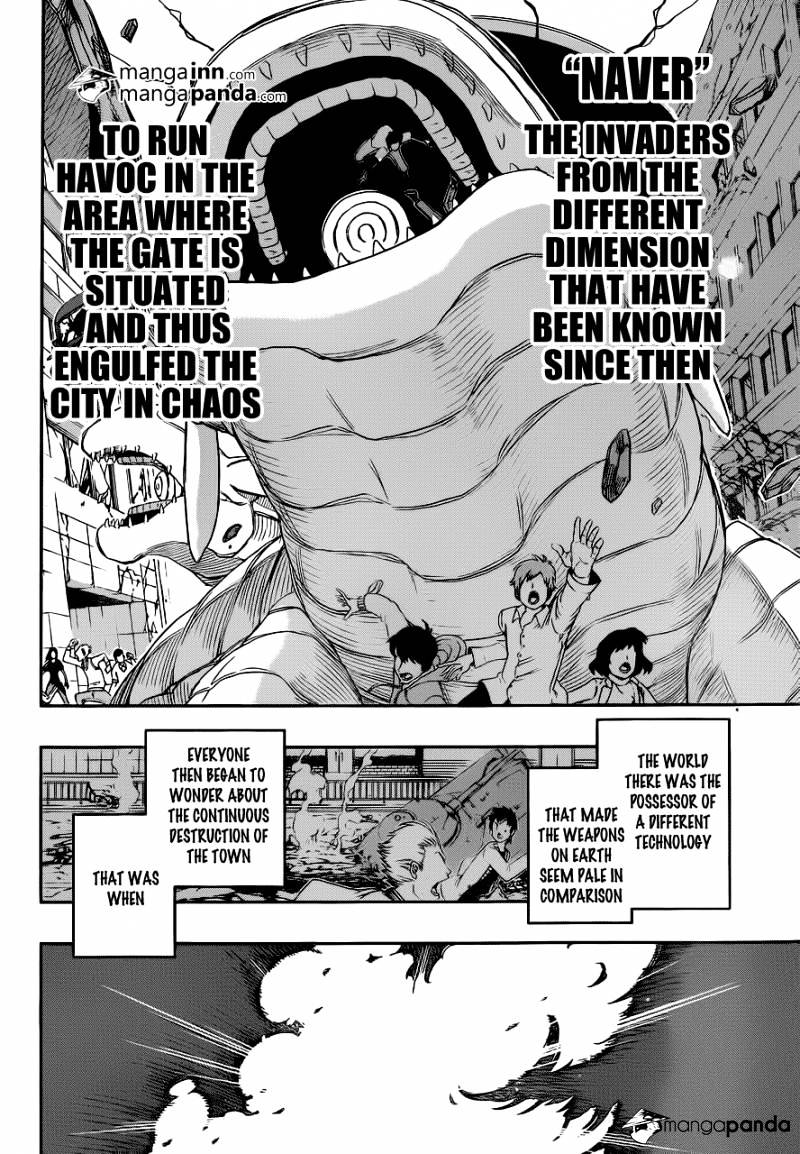 mangainn.com
mangapanda.com
"NAVER"
THE INVADERS
FROM THE
DIFFERENT
DIMENSION
THAT HAVE
BEEN KNOWN
SINCE THEN
TO RUN
HAVOC IN THE
AREA WHERE
THE GATE IS
SITUATED
AND THUS
ENGULFED THE
CITY IN CHAOS
THE WORLD
THERE WAS THE
POSSESSOR OF
A DIFFERENT
TECHNOLOGY
THAT MADE
THE WEAPONS
ON EARTH
SEEM PALE IN
COMPARISON
EVERYONE
THEN BEGAN TO
WONDER ABOUT
THE CONTINUOUS
DESTRUCTION OF
THE TOWN
THAT WAS
WHEN
mangapanda